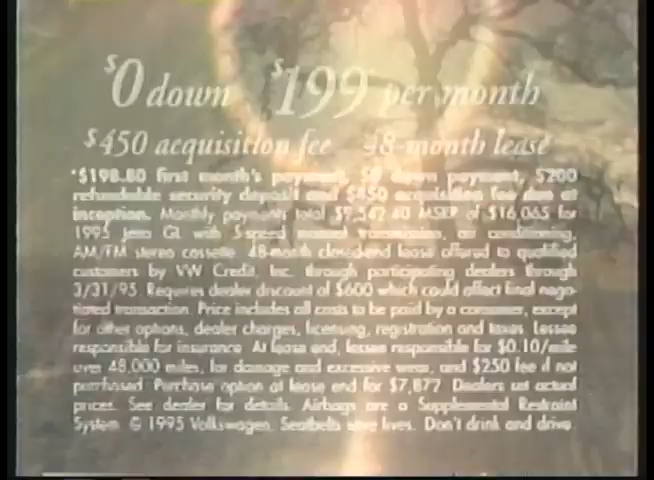 $0 down $199 per month
$450 acquisition fee 48-month lease
*$198.80 first month's payment, $0 down payment, $200
refundable security deposit and $450 acquisition fee due at
inception. Monthly payments total $9,542.40 MSRP of $16,065 for
1995 Jetta GL with 5-speed manual transmission, air conditioning,
AM/FM stereo cassette. 48-month closed-end lease offered to qualified
customers by VW Credit, Inc. through participating dealers through
3/31/95. Requires dealer discount of $600 which could affect final nego-
tiated transaction. Price includes all costs to be paid by a consumer, except
for other options, dealer charges, licensing, registration and taxes. Lessee
responsible for insurance. At lease end, lessee responsible for $0.10/mile
over 48,000 miles, for damage and excessive wear, and $250 fee if not
purchased. Purchase option at lease end for $7,877. Dealers set actual
prices. See dealer for details. Airbags are a Supplemental Restraint
System. © 1995 Volkswagen. Seatbelts save lives. Don't drink and drive.